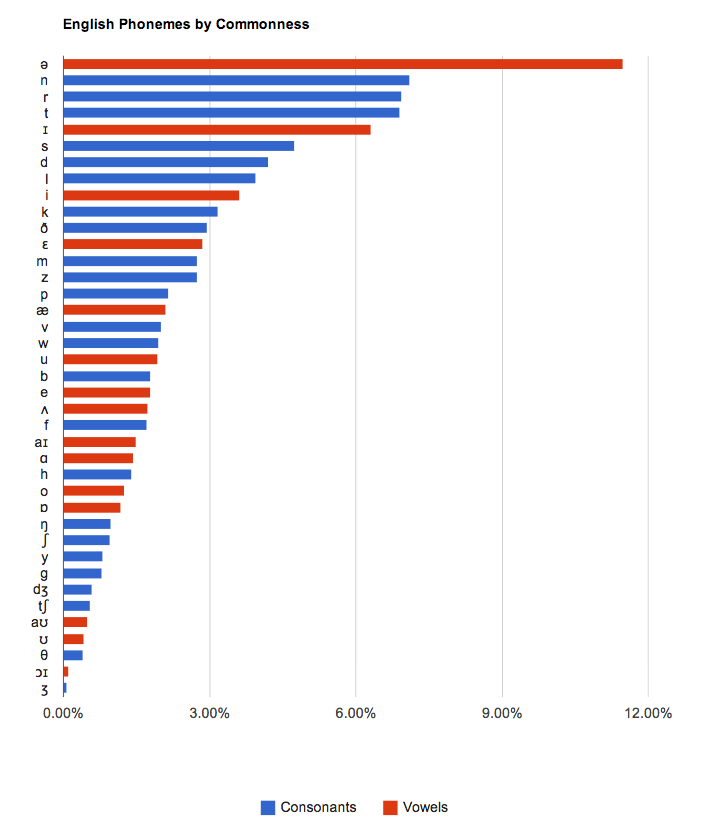 English Phonemes by Commonness
ə
n
r
t
ɪ
s
d
l
i
k
ð
ɛ
m
z
p
æ
v
w
u
b
e
ʌ
f
aɪ
ɑ
h
o
ɒ
ŋ
ʃ
y
g
dʒ
tʃ
aʊ
ʊ
θ
ɔɪ
ʒ
0.00% 3.00% 6.00% 9.00% 12.00%
Consonants Vowels